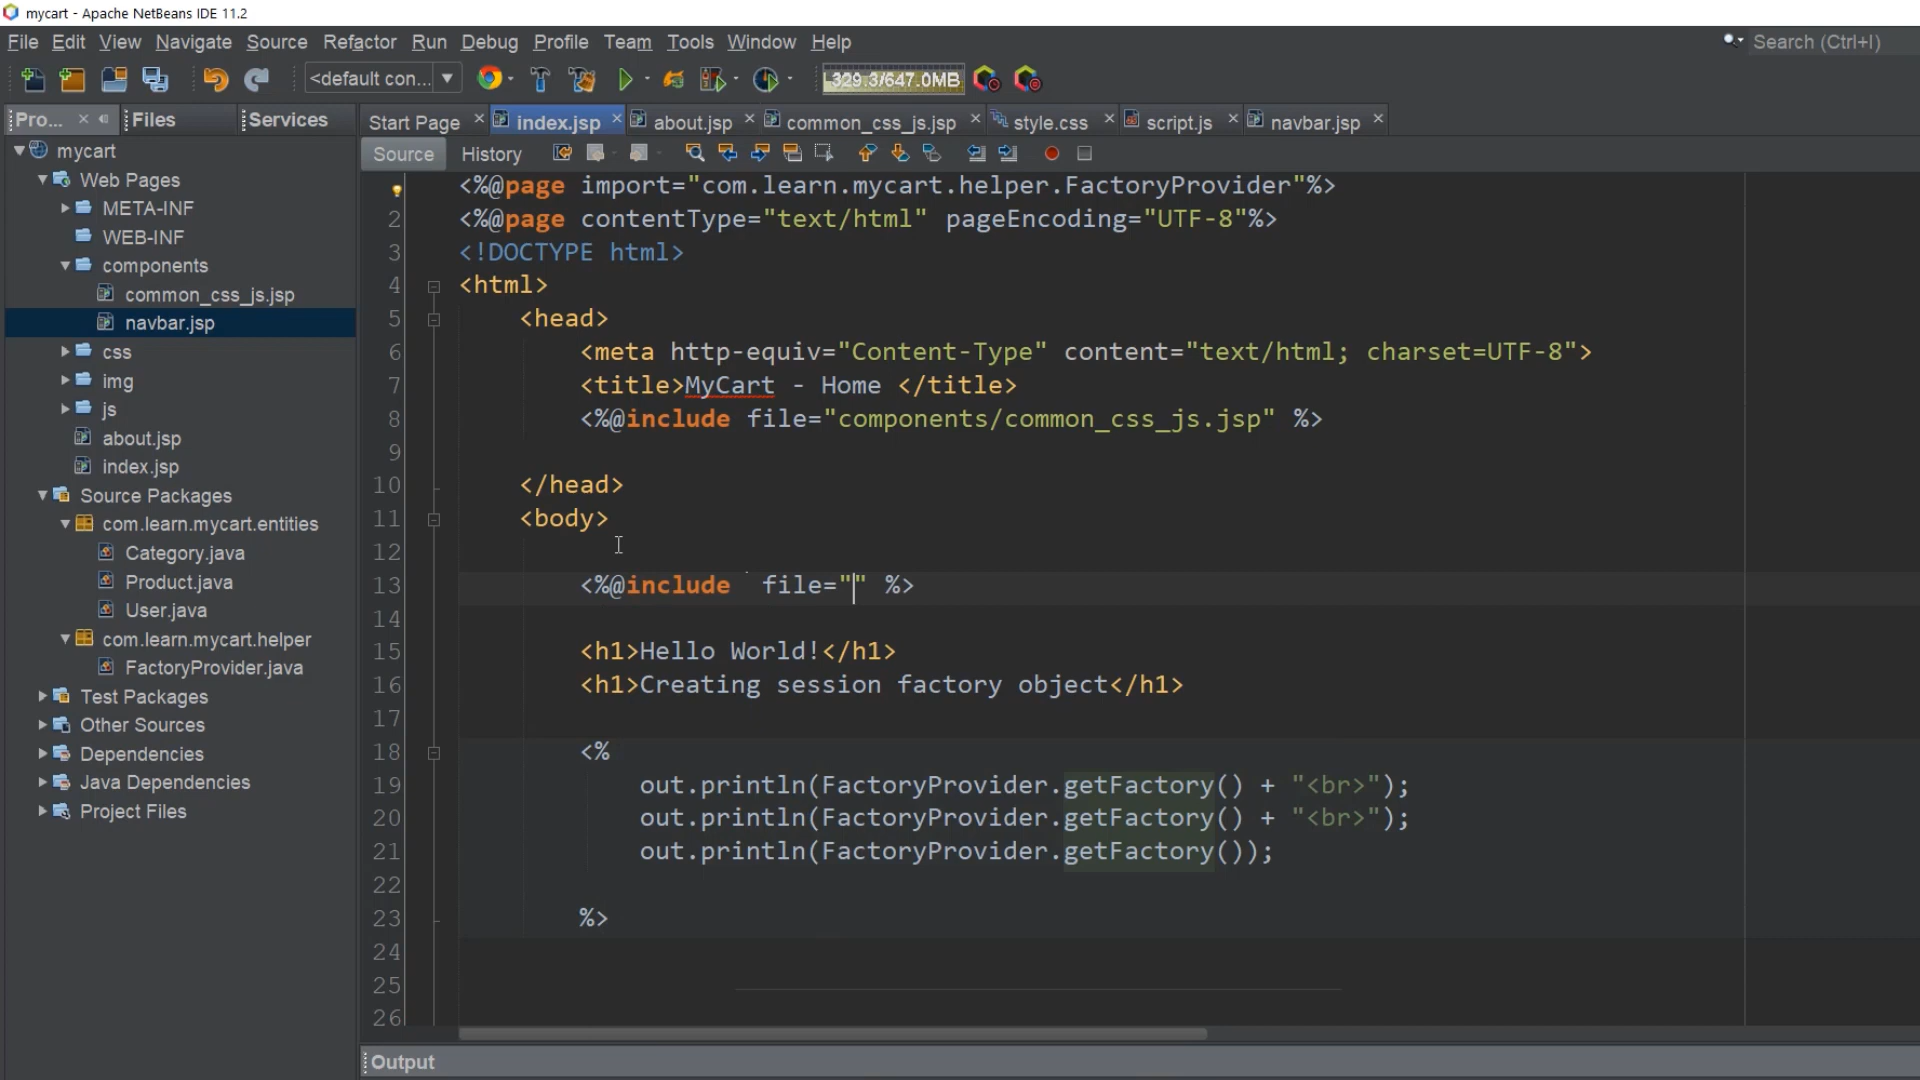 mycart - Apache NetBeans IDE 11.2
File Edit View Navigate Source Refactor Run Debug Profile Team Tools Window Help
Search (Ctrl+I)
<default con...
329.3/647.0MB
Pro... Files Services
Start Page index.jsp about.jsp common_css_js.jsp style.css script.js navbar.jsp
Source History
mycart
Web Pages
META-INF
WEB-INF
components
common_css_js.jsp
navbar.jsp
css
img
js
about.jsp
index.jsp
Source Packages
com.learn.mycart.entities
Category.java
Product.java
User.java
com.learn.mycart.helper
FactoryProvider.java
Test Packages
Other Sources
Dependencies
Java Dependencies
Project Files
<%@page import="com.learn.mycart.helper.FactoryProvider"%>
2 <%@page contentType="text/html" pageEncoding="UTF-8"%>
3 <!DOCTYPE html>
4 <html>
5 <head>
6 <meta http-equiv="Content-Type" content="text/html; charset=UTF-8">
7 <title>MyCart - Home </title>
8 <%@include file="components/common_css_js.jsp" %>
9
10 </head>
11 <body>
12
13 <%@include file="" %>
14
15 <h1>Hello World!</h1>
16 <h1>Creating session factory object</h1>
17
18 <%
19 out.println(FactoryProvider.getFactory() + "<br>");
20 out.println(FactoryProvider.getFactory() + "<br>");
21 out.println(FactoryProvider.getFactory());
22
23 %>
24
25
26
Output